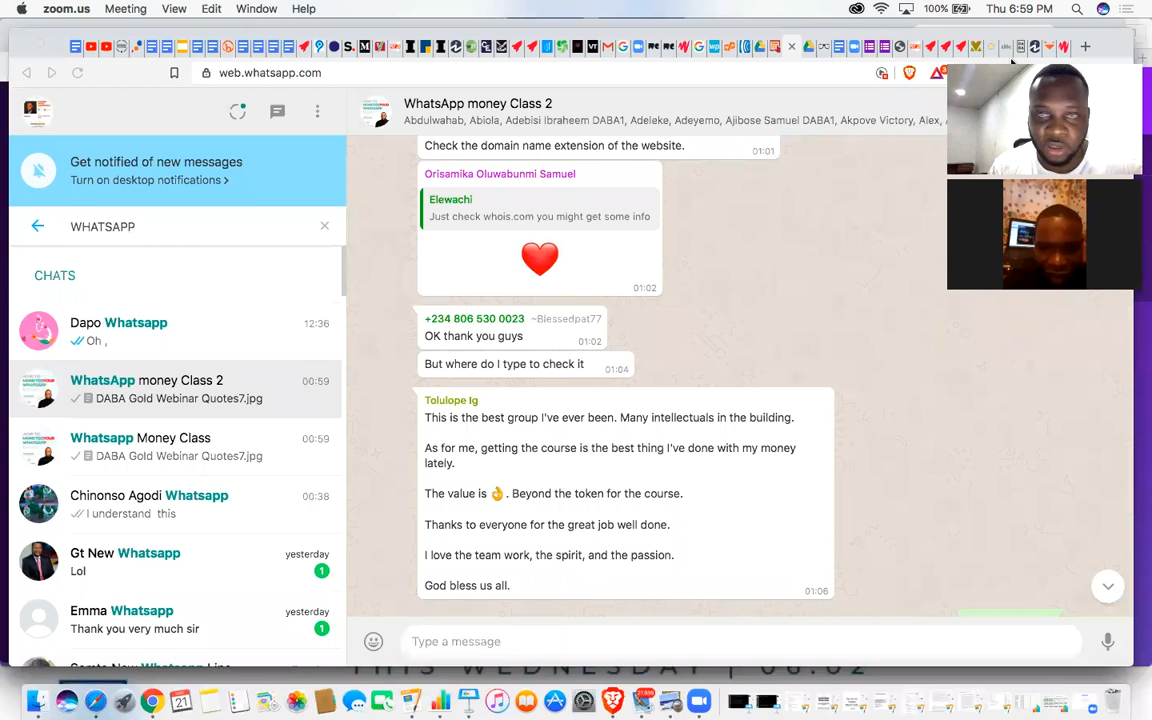 zoom.us Meeting View Edit Window Help
100% Thu 6:59 PM
web.whatsapp.com
Get notified of new messages
Turn on desktop notifications >
WHATSAPP
CHATS
Dapo Whatsapp 12:36
Oh ,
WhatsApp money Class 2 00:59
DABA Gold Webinar Quotes7.jpg
Whatsapp Money Class 00:59
DABA Gold Webinar Quotes7.jpg
Chinonso Agodi Whatsapp 00:38
I understand this
Gt New Whatsapp yesterday
Lol 1
Emma Whatsapp yesterday
Thank you very much sir 1
WhatsApp money Class 2
Abdulwahab, Abiola, Adebisi Ibraheem DABA1, Adeleke, Adeyemo, Ajibose Samuel DABA1, Akpove Victory, Alex,
Check the domain name extension of the website. 01:01
Orisamika Oluwabunmi Samuel
Elewachi
Just check whois.com you might get some info
01:02
+234 806 530 0023 ~Blessedpat77
OK thank you guys 01:02
But where do I type to check it 01:04
Tolulope Ig
This is the best group I've ever been. Many intellectuals in the building.
As for me, getting the course is the best thing I've done with my money
lately.
The value is 👌. Beyond the token for the course.
Thanks to everyone for the great job well done.
I love the team work, the spirit, and the passion.
God bless us all. 01:06
Type a message
THIS WEDNESDAY | 06:02